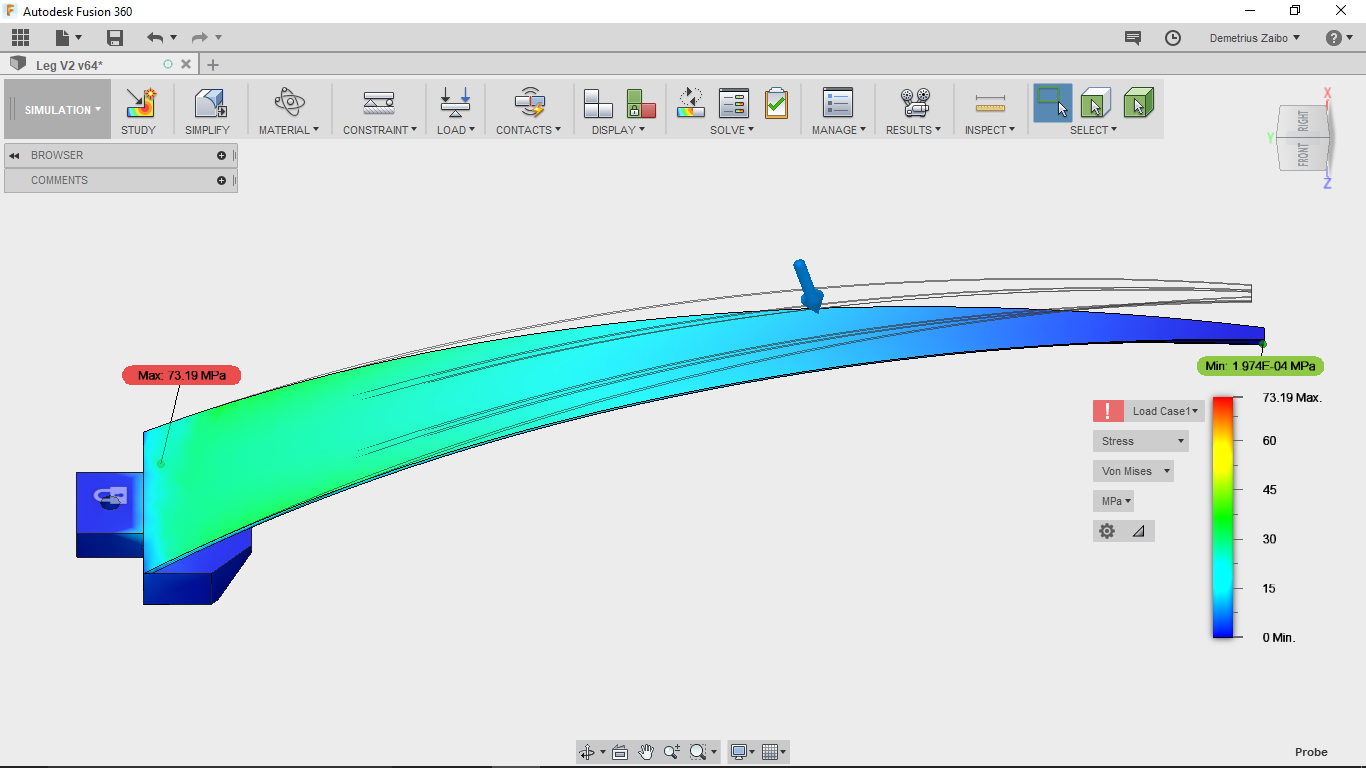 Autodesk Fusion 360
Demetrius Zaibo
Leg V2 v64*
SIMULATION
STUDY
SIMPLIFY
MATERIAL
CONSTRAINT
LOAD
CONTACTS
DISPLAY
SOLVE
MANAGE
RESULTS
INSPECT
SELECT
X
Y
RIGHT
FRONT
Z
BROWSER
COMMENTS
Max: 73.19 MPa
Min: 1.974E-04 MPa
Load Case1
Stress
Von Mises
MPa
73.19 Max.
60
45
30
15
0 Min.
Probe